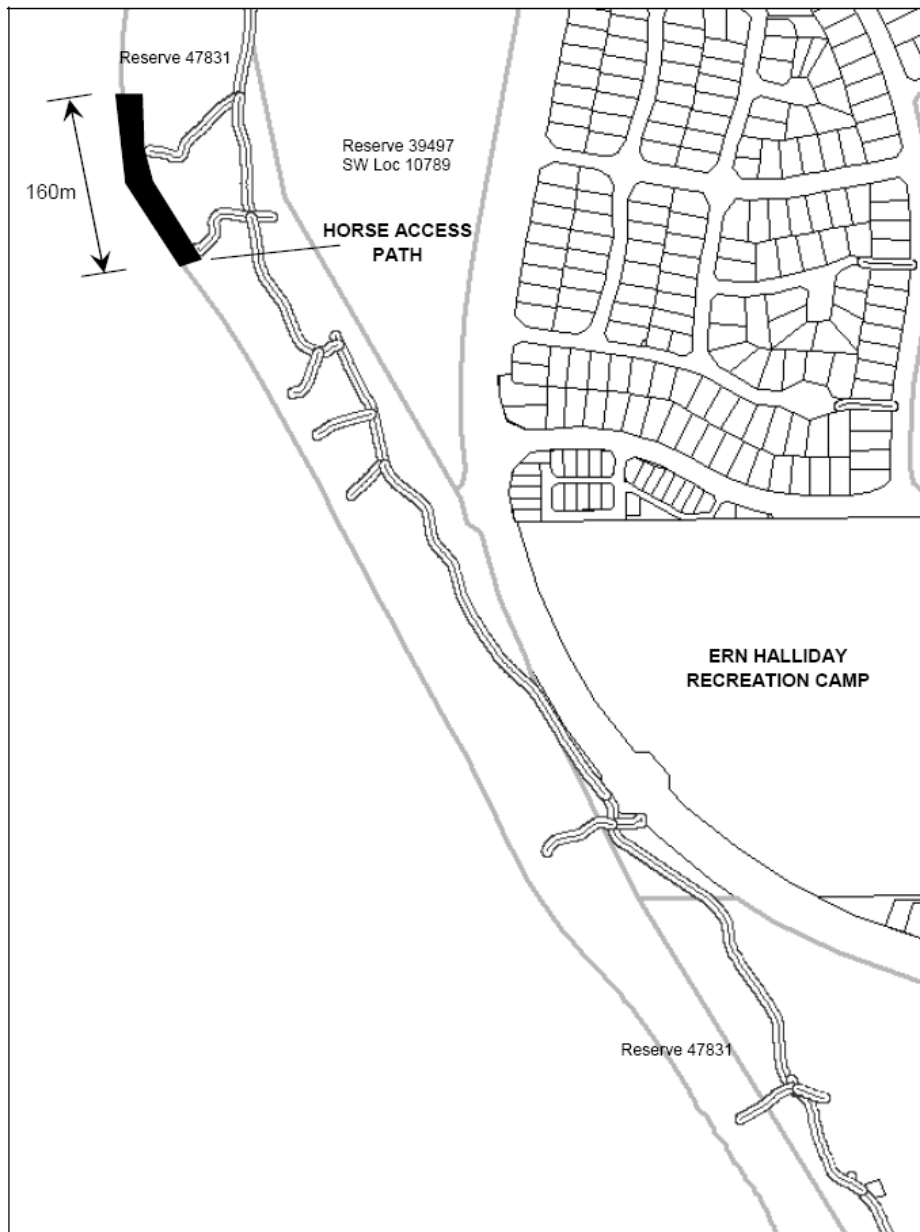 Reserve 47831
Reserve 39497
SW Loc 10789
160m
HORSE ACCESS
PATH
ERN HALLIDAY
RECREATION CAMP
Reserve 47831